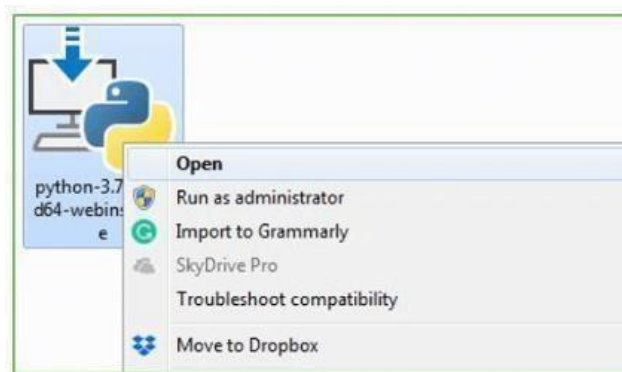 python-3.7
d64-webins
e
Open
Run as administrator
Import to Grammarly
SkyDrive Pro
Troubleshoot compatibility
Move to Dropbox